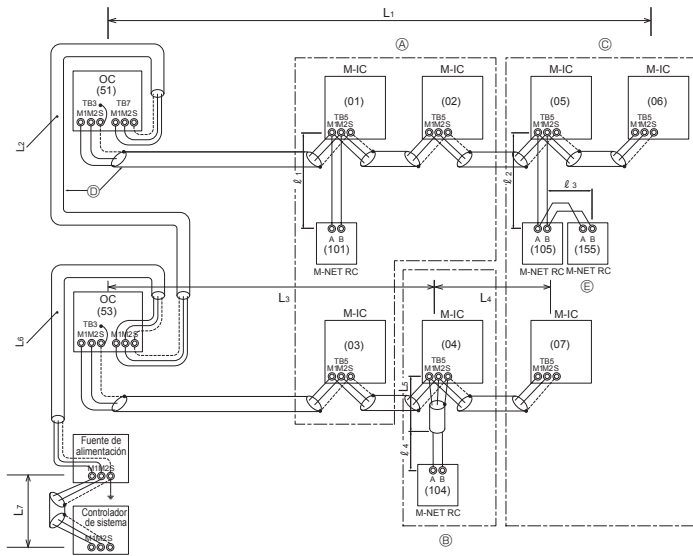 L1
Ⓐ
Ⓒ
OC
(51)
TB3 TB7
M1M2S M1M2S
M-IC
(01)
TB5
M1M2S
M-IC
(02)
TB5
M1M2S
M-IC
(05)
TB5
M1M2S
M-IC
(06)
TB5
M1M2S
L2
Ⓓ
ℓ1
A B
(101)
M-NET RC
ℓ2
ℓ3
A B
(105)
M-NET RC
A B
(155)
M-NET RC
Ⓔ
L3
L4
OC
(53)
TB3
M1M2S M1M2S
M-IC
(03)
TB5
M1M2S
M-IC
(04)
TB5
M1M2S
M-IC
(07)
TB5
M1M2S
L6
L5
ℓ4
A B
(104)
M-NET RC
Ⓑ
Fuente de
alimentación
M1M2S
L7
Controlador
de sistema
M1M2S